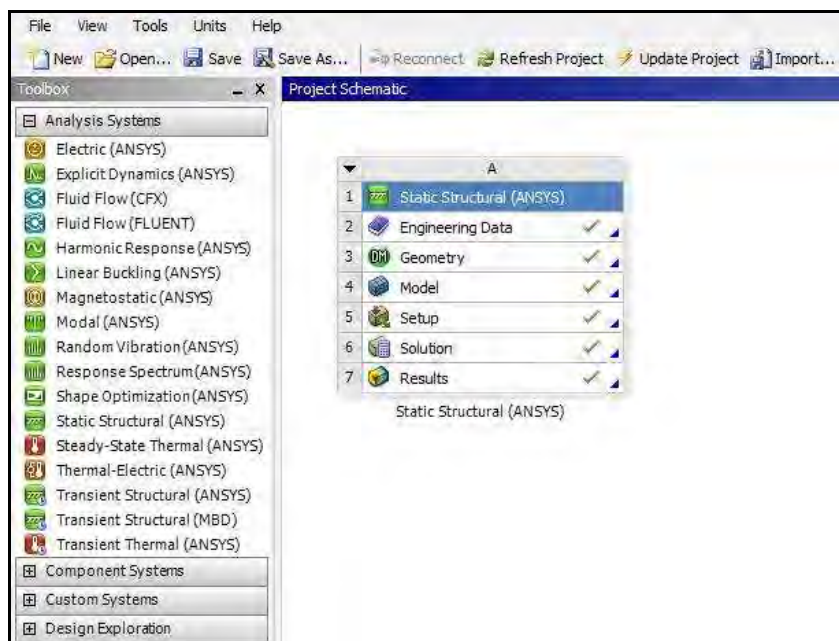 File View Tools Units Help
New Open... Save Save As... Reconnect Refresh Project Update Project Import...
Toolbox X Project Schematic
Analysis Systems
Electric (ANSYS)
Explicit Dynamics (ANSYS)
Fluid Flow (CFX)
Fluid Flow (FLUENT)
Harmonic Response (ANSYS)
Linear Buckling (ANSYS)
Magnetostatic (ANSYS)
Modal (ANSYS)
Random Vibration (ANSYS)
Response Spectrum (ANSYS)
Shape Optimization (ANSYS)
Static Structural (ANSYS)
Steady-State Thermal (ANSYS)
Thermal-Electric (ANSYS)
Transient Structural (ANSYS)
Transient Structural (MBD)
Transient Thermal (ANSYS)
Component Systems
Custom Systems
Design Exploration
A
1 Static Structural (ANSYS)
2 Engineering Data
3 DM Geometry
4 Model
5 Setup
6 Solution
7 Results
Static Structural (ANSYS)